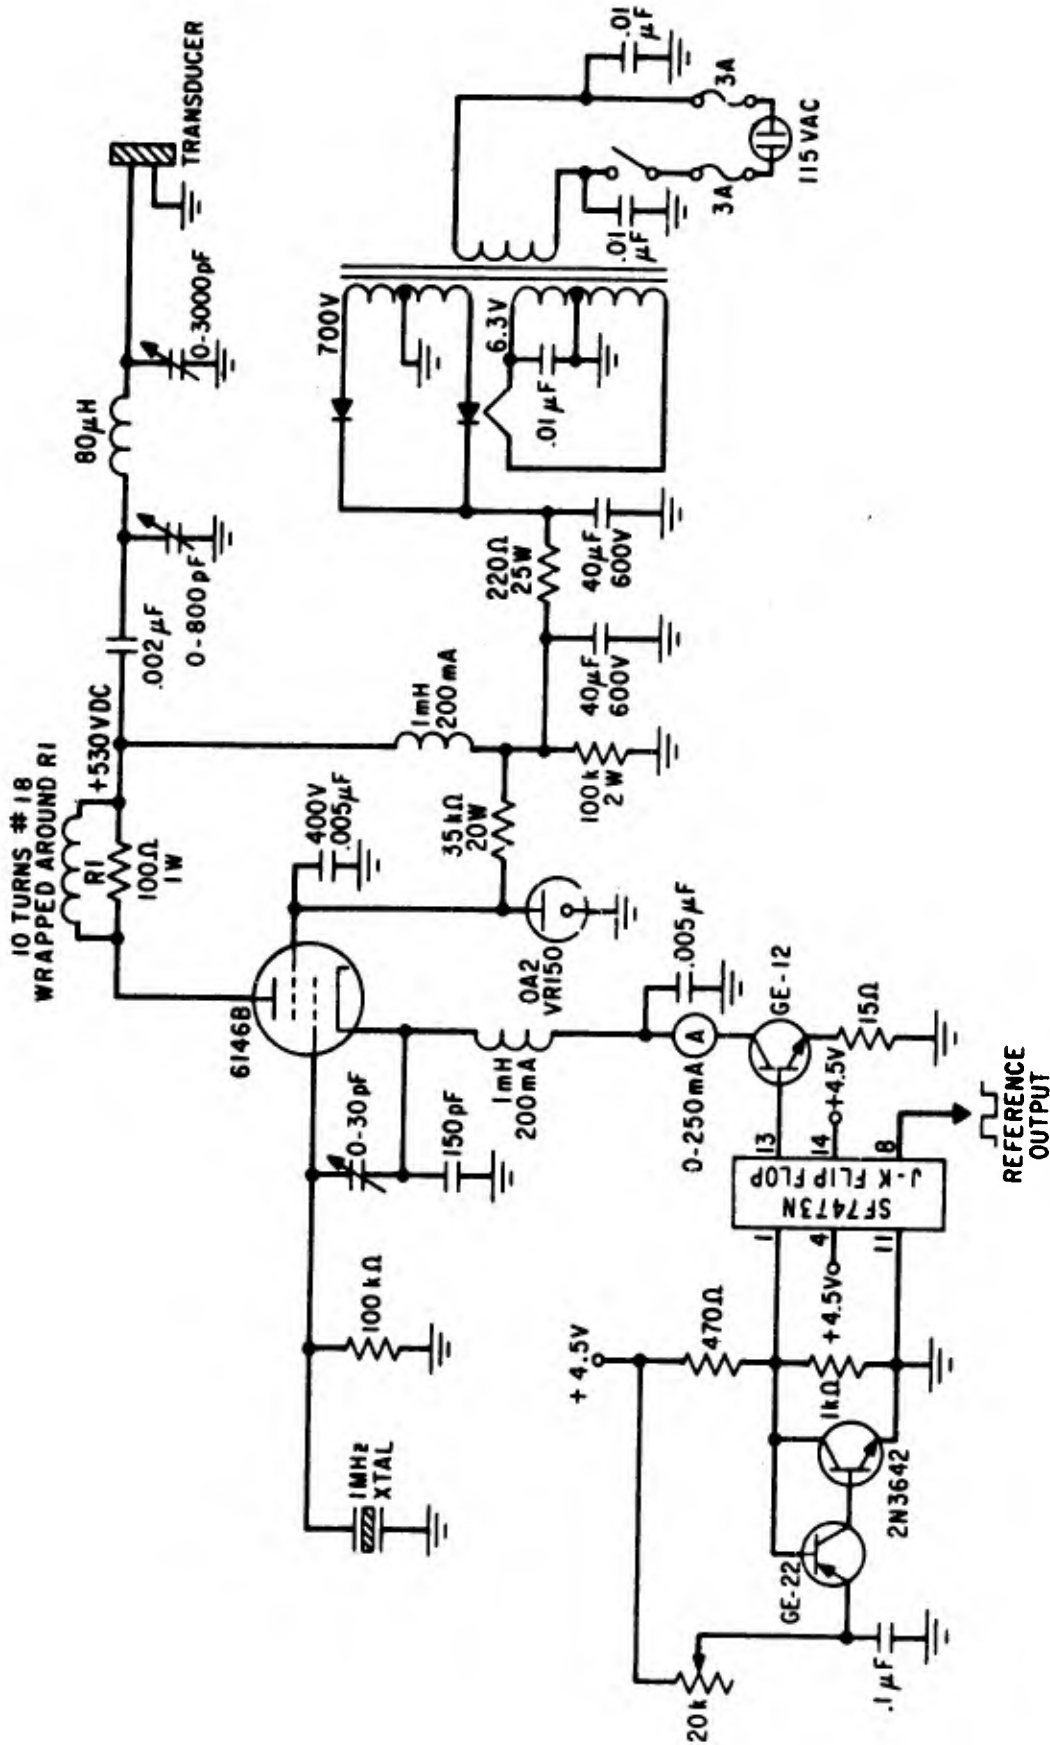 10 TURNS #18
WRAPPED AROUND R1
R1
100Ω
1W
+530VDC
.002µF
0-800pF
80µH
0-3000pF
TRANSDUCER
6146B
400V
.005µF
1mH
200mA
35kΩ
20W
100k
2W
40µF
600V
220Ω
25W
40µF
600V
700V
6.3V
.01µF
.01
µF
.01
µF
3A
3A
115VAC
OA2
VR150
1MHz
XTAL
100kΩ
0-30pF
150pF
1mH
200mA
.005µF
A
0-250mA
GE-12
15Ω
+4.5V
470Ω
1kΩ
+4.5V
1
4
11
SF7473N
J-K FLIP FLOP
13
14
8
+4.5V
REFERENCE
OUTPUT
20k
GE-22
2N3642
.1µF